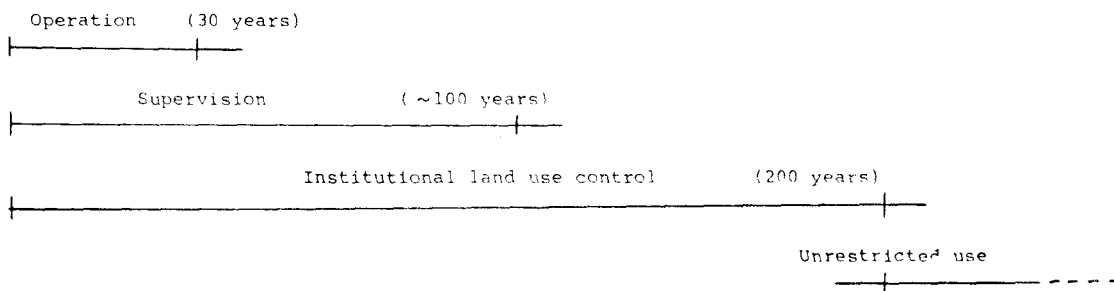 Operation (30 years)
Supervision (~100 years)
Institutional land use control (200 years)
Unrestricted use